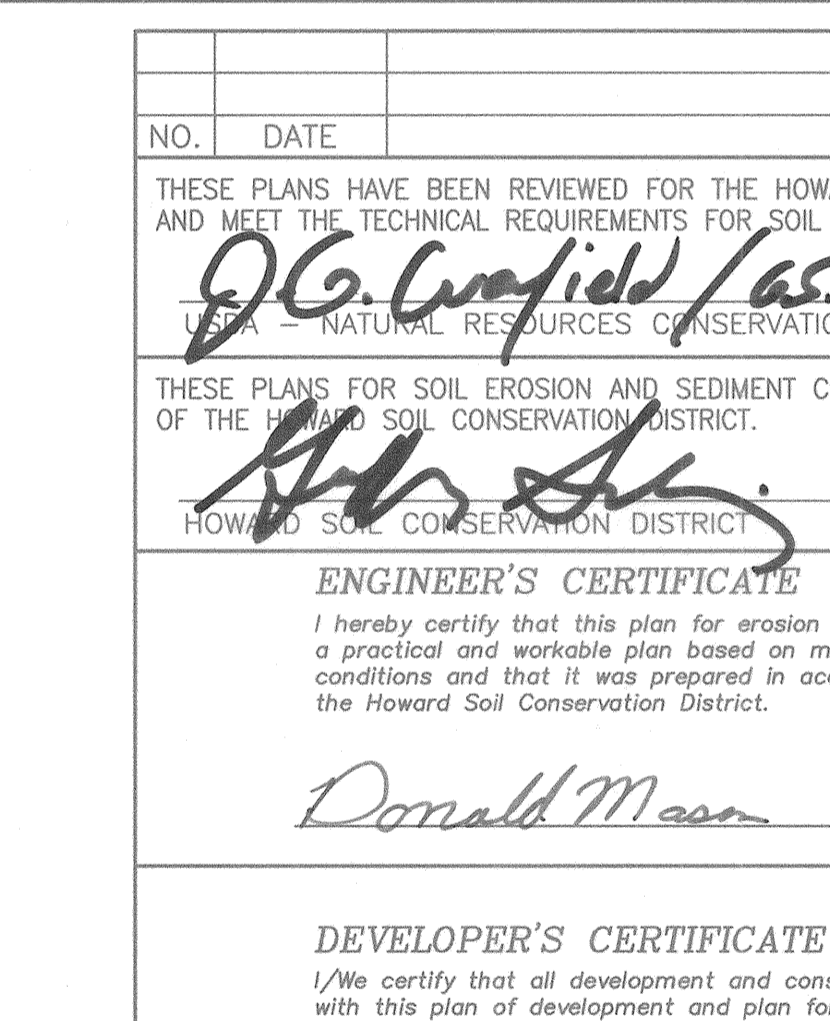 NO. DATE
THESE PLANS HAVE BEEN REVIEWED FOR THE HOWA
AND MEET THE TECHNICAL REQUIREMENTS FOR SOIL
USDA – NATURAL RESOURCES CONSERVATIO
THESE PLANS FOR SOIL EROSION AND SEDIMENT C
OF THE HOWARD SOIL CONSERVATION DISTRICT.
HOWARD SOIL CONSERVATION DISTRICT
ENGINEER'S CERTIFICATE
I hereby certify that this plan for erosion
a practical and workable plan based on m
conditions and that it was prepared in acc
the Howard Soil Conservation District.
Donald Mason
DEVELOPER'S CERTIFICATE
I/We certify that all development and cons
with this plan of development and plan for